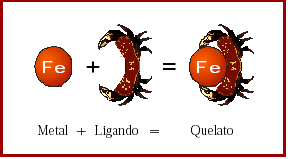 Fe + = Fe
Metal + Ligando = Quelato